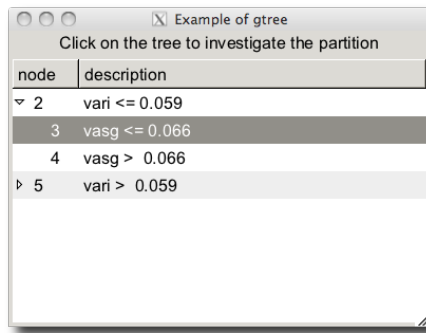 Example of gtree
Click on the tree to investigate the partition
node description
2 vari <= 0.059
3 vasg <= 0.066
4 vasg > 0.066
5 vari > 0.059